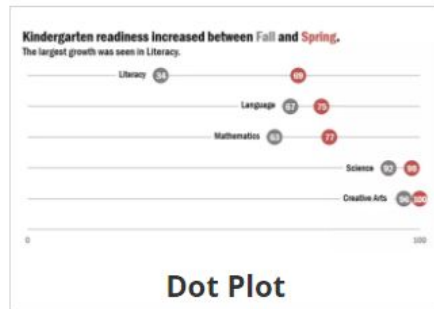 Kindergarten readiness increased between Fall and Spring.
The largest growth was seen in Literacy.
Literacy 34 69
Language 67 75
Mathematics 63 77
Science 92 98
Creative Arts 96 100
0 100
Dot Plot